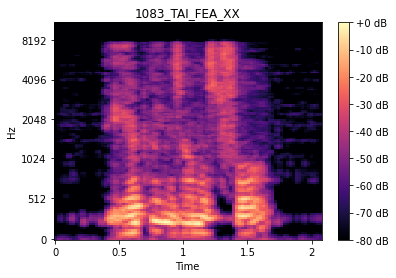 1083_TAI_FEA_XX
8192
4096
2048
1024
512
0
Hz
0
0.5
1
1.5
2
Time
+0 dB
-10 dB
-20 dB
-30 dB
-40 dB
-50 dB
-60 dB
-70 dB
-80 dB